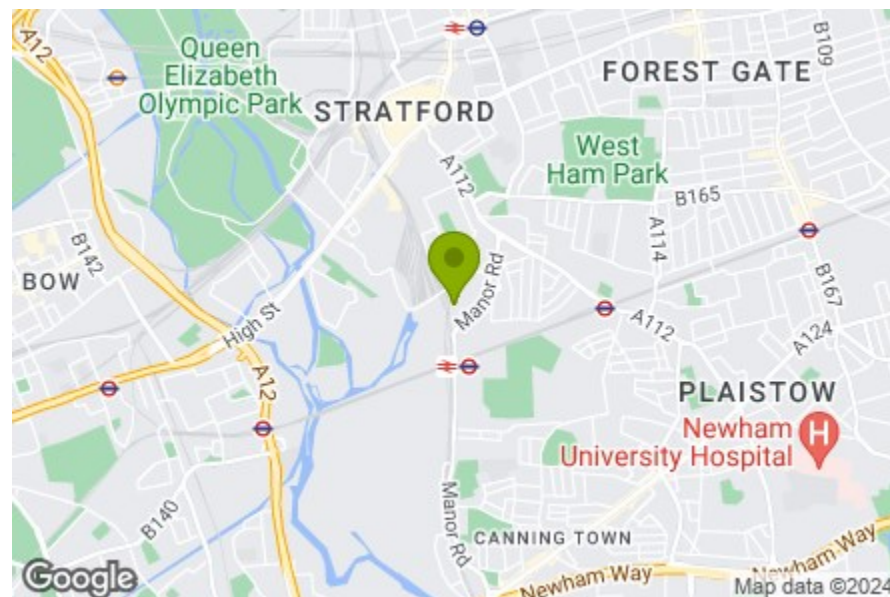 A12
Queen
Elizabeth
Olympic Park
STRATFORD
FOREST GATE
B109
West
Ham Park
A112
B165
A114
B142
BOW
High St
Manor Rd
B167
A112
A124
A12
PLAISTOW
Newham
University Hospital
H
B140
Manor Rd
CANNING TOWN
Newham Way
Newham Way
Google
Map data ©2024